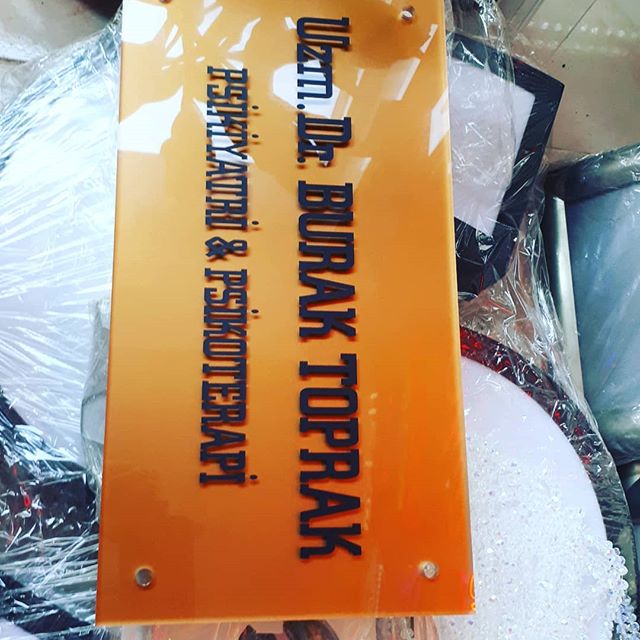 Uzm. Dr. BURAK TOPRAK
PSİKİYATRİ & PSİKOTERAPİ